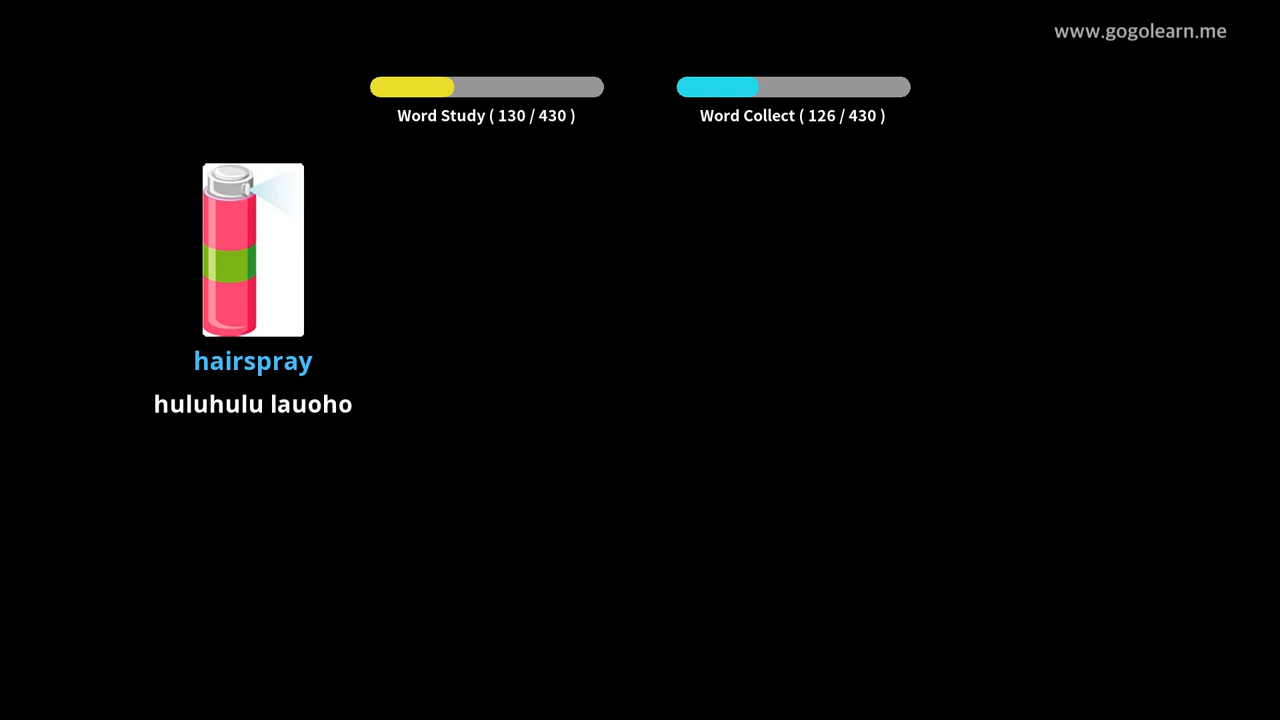 www.gogolearn.me
Word Study ( 130 / 430 )
Word Collect ( 126 / 430 )
hairspray
huluhulu lauoho